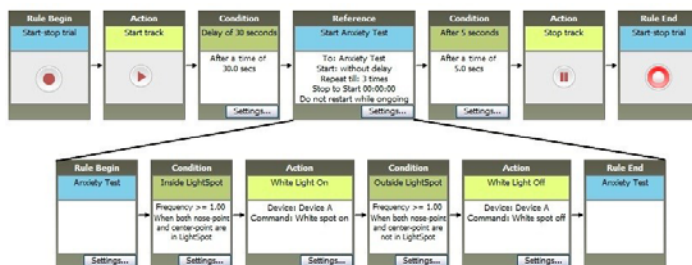 Rule Begin
Start-stop trial
Action
Start track
Condition
Delay of 30 seconds
After a time of
30.0 secs
Settings...
Reference
Start Anxiety Test
To: Anxiety Test
Start: without delay
Repeat till: 3 times
Stop to Start 00:00:00
Do not restart while ongoing
Settings...
Condition
After 5 seconds
After a time of
5.0 secs
Settings...
Action
Stop track
Rule End
Start-stop trial
Rule Begin
Anxiety Test
Settings...
Condition
Inside LightSpot
Frequency >= 1.00
When both nose-point
and center-point are
in LightSpot
Settings...
Action
White Light On
Device: Device A
Command: White spot on
Settings...
Condition
Outside LightSpot
Frequency >= 1.00
When both nose-point
and center-point are
not in LightSpot
Settings...
Action
White Light Off
Device: Device A
Command: White spot off
Settings...
Rule End
Anxiety Test